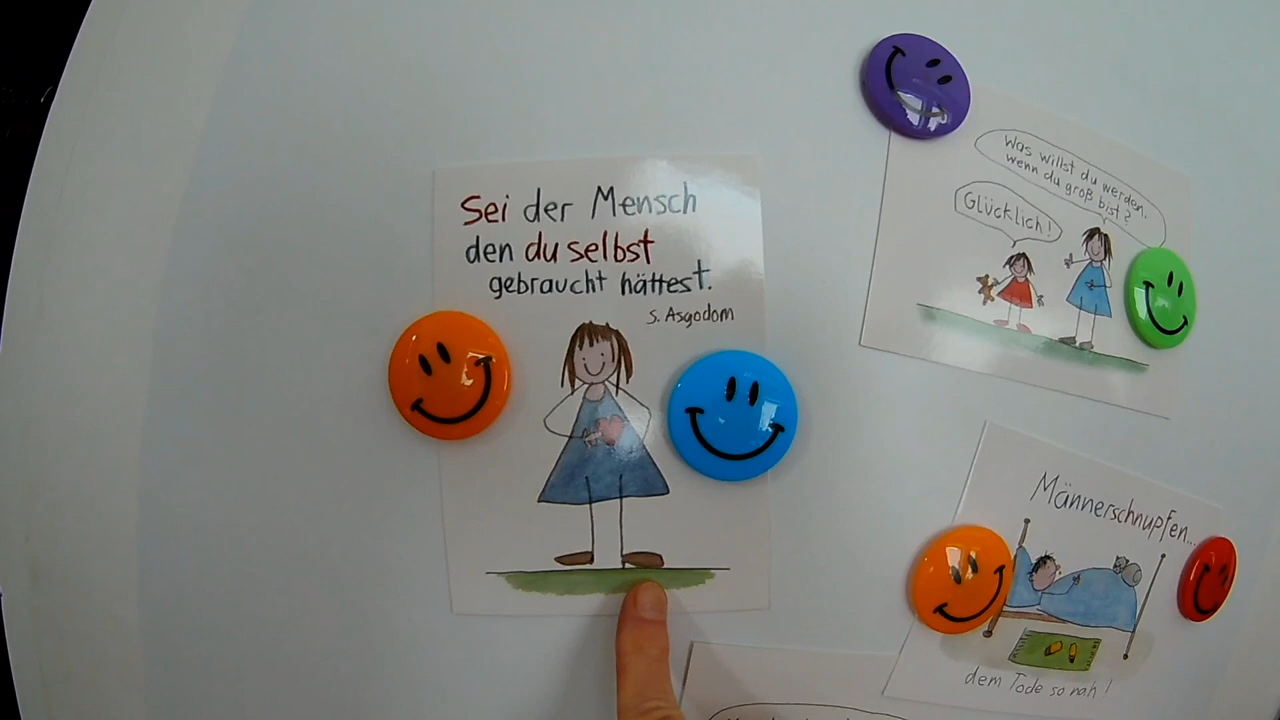 Sei der Mensch
den du selbst
gebraucht hättest.
S. Asgodom
Was willst du werden,
wenn du groß bist?
Glücklich!
Männerschnupfen...
dem Tode so nah!